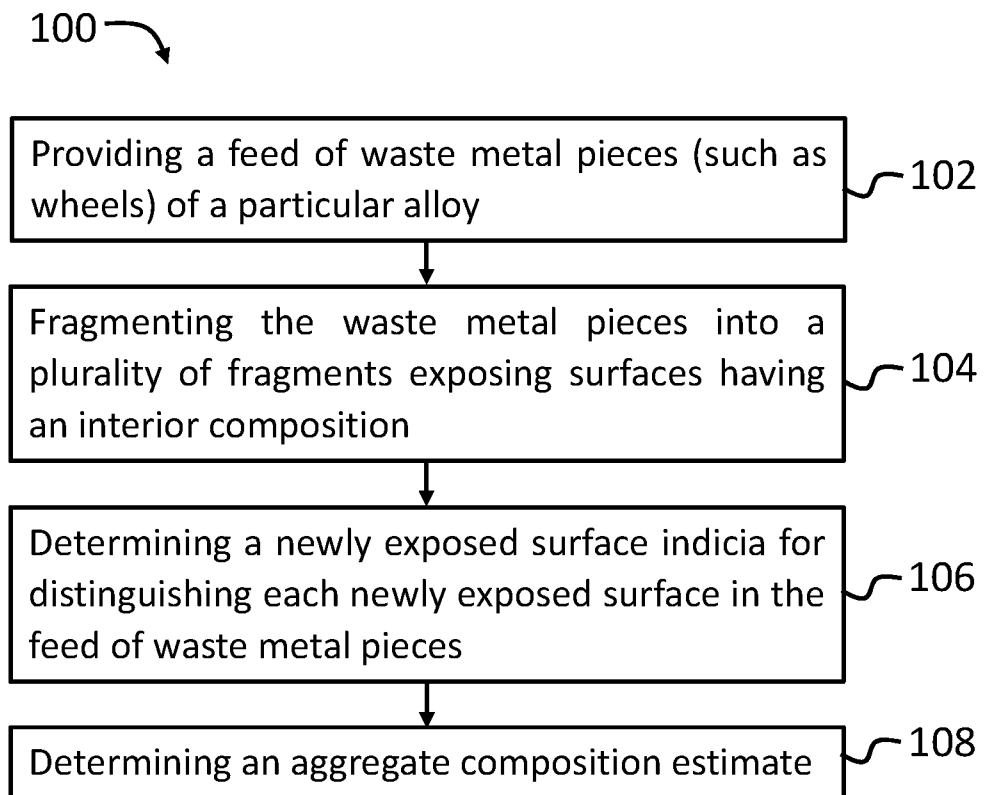 100
Providing a feed of waste metal pieces (such as
wheels) of a particular alloy
102
Fragmenting the waste metal pieces into a
plurality of fragments exposing surfaces having
an interior composition
104
Determining a newly exposed surface indicia for
distinguishing each newly exposed surface in the
feed of waste metal pieces
106
Determining an aggregate composition estimate
108